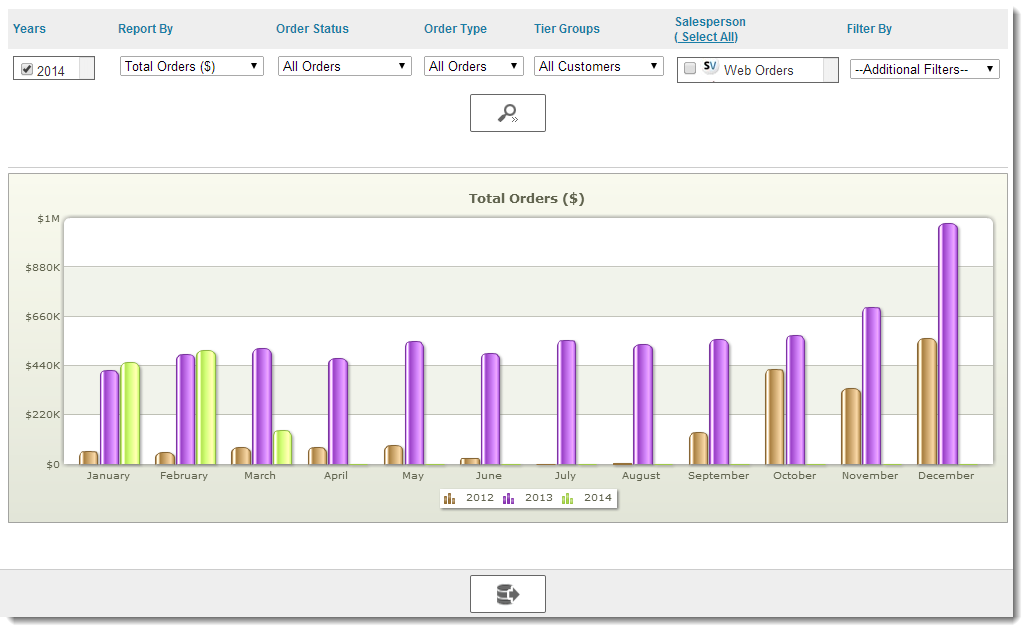 Years Report By Order Status Order Type Tier Groups Salesperson Filter By
( Select All)
2014 Total Orders ($) All Orders All Orders All Customers SV Web Orders --Additional Filters--
Total Orders ($)
$1M
$880K
$660K
$440K
$220K
$0
January February March April May June July August September October November December
2012 2013 2014